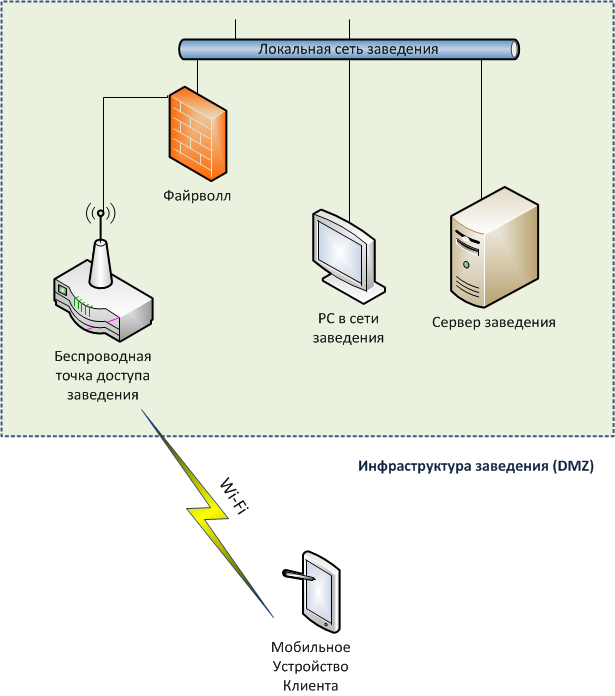 Локальная сеть заведения
Файрволл
PC в сети
заведения
Сервер заведения
Беспроводная
точка доступа
заведения
Инфраструктура заведения (DMZ)
Wi-Fi
Мобильное
Устройство
Клиента